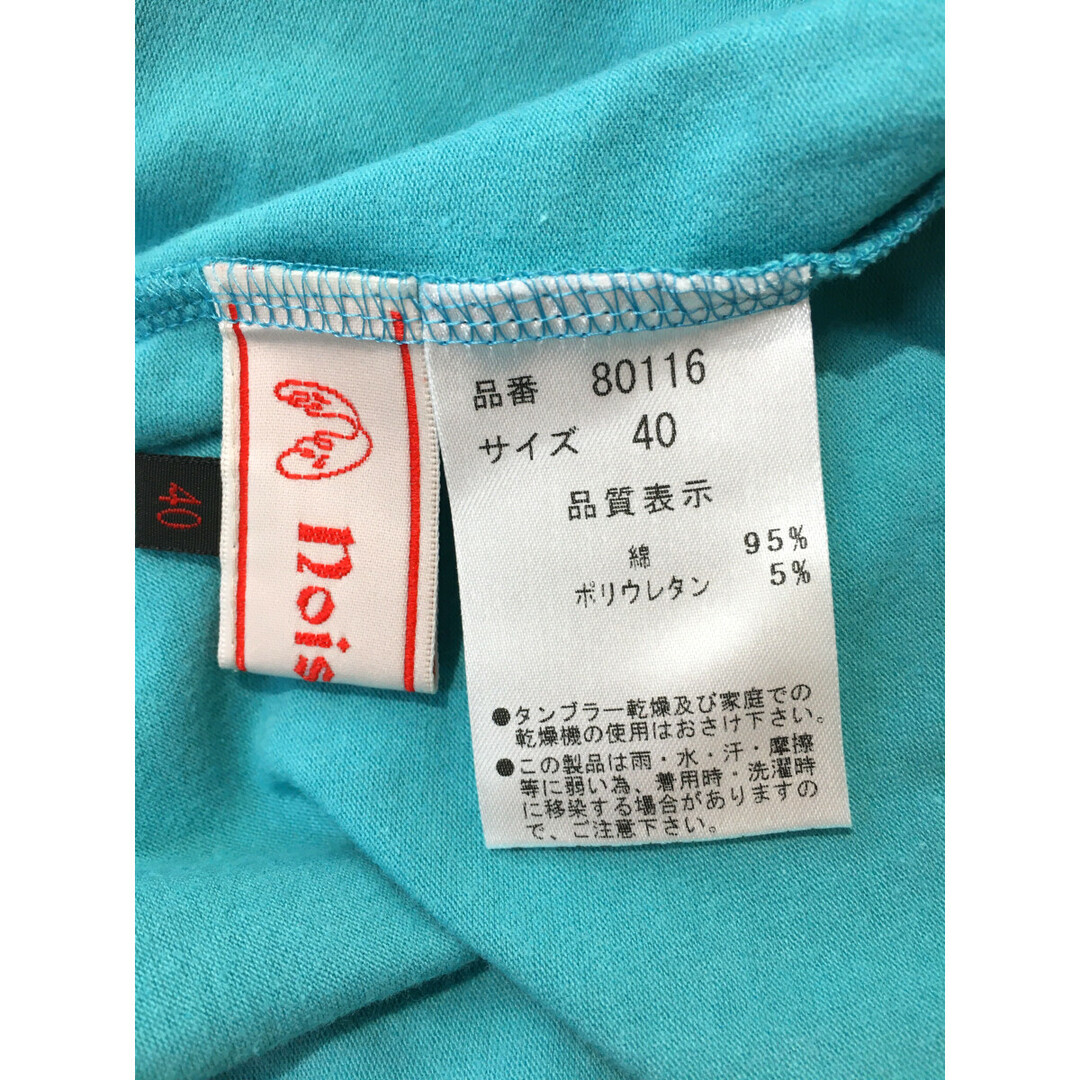 40
nois
品番 80116
サイズ 40
品質表示
綿 95%
ポリウレタン 5%
●タンブラー乾燥及び家庭での
乾燥機の使用はおさけ下さい。
●この製品は雨・水・汗・摩擦
等に弱い為、着用時・洗濯時
に移染する場合がありますの
で、ご注意下さい。